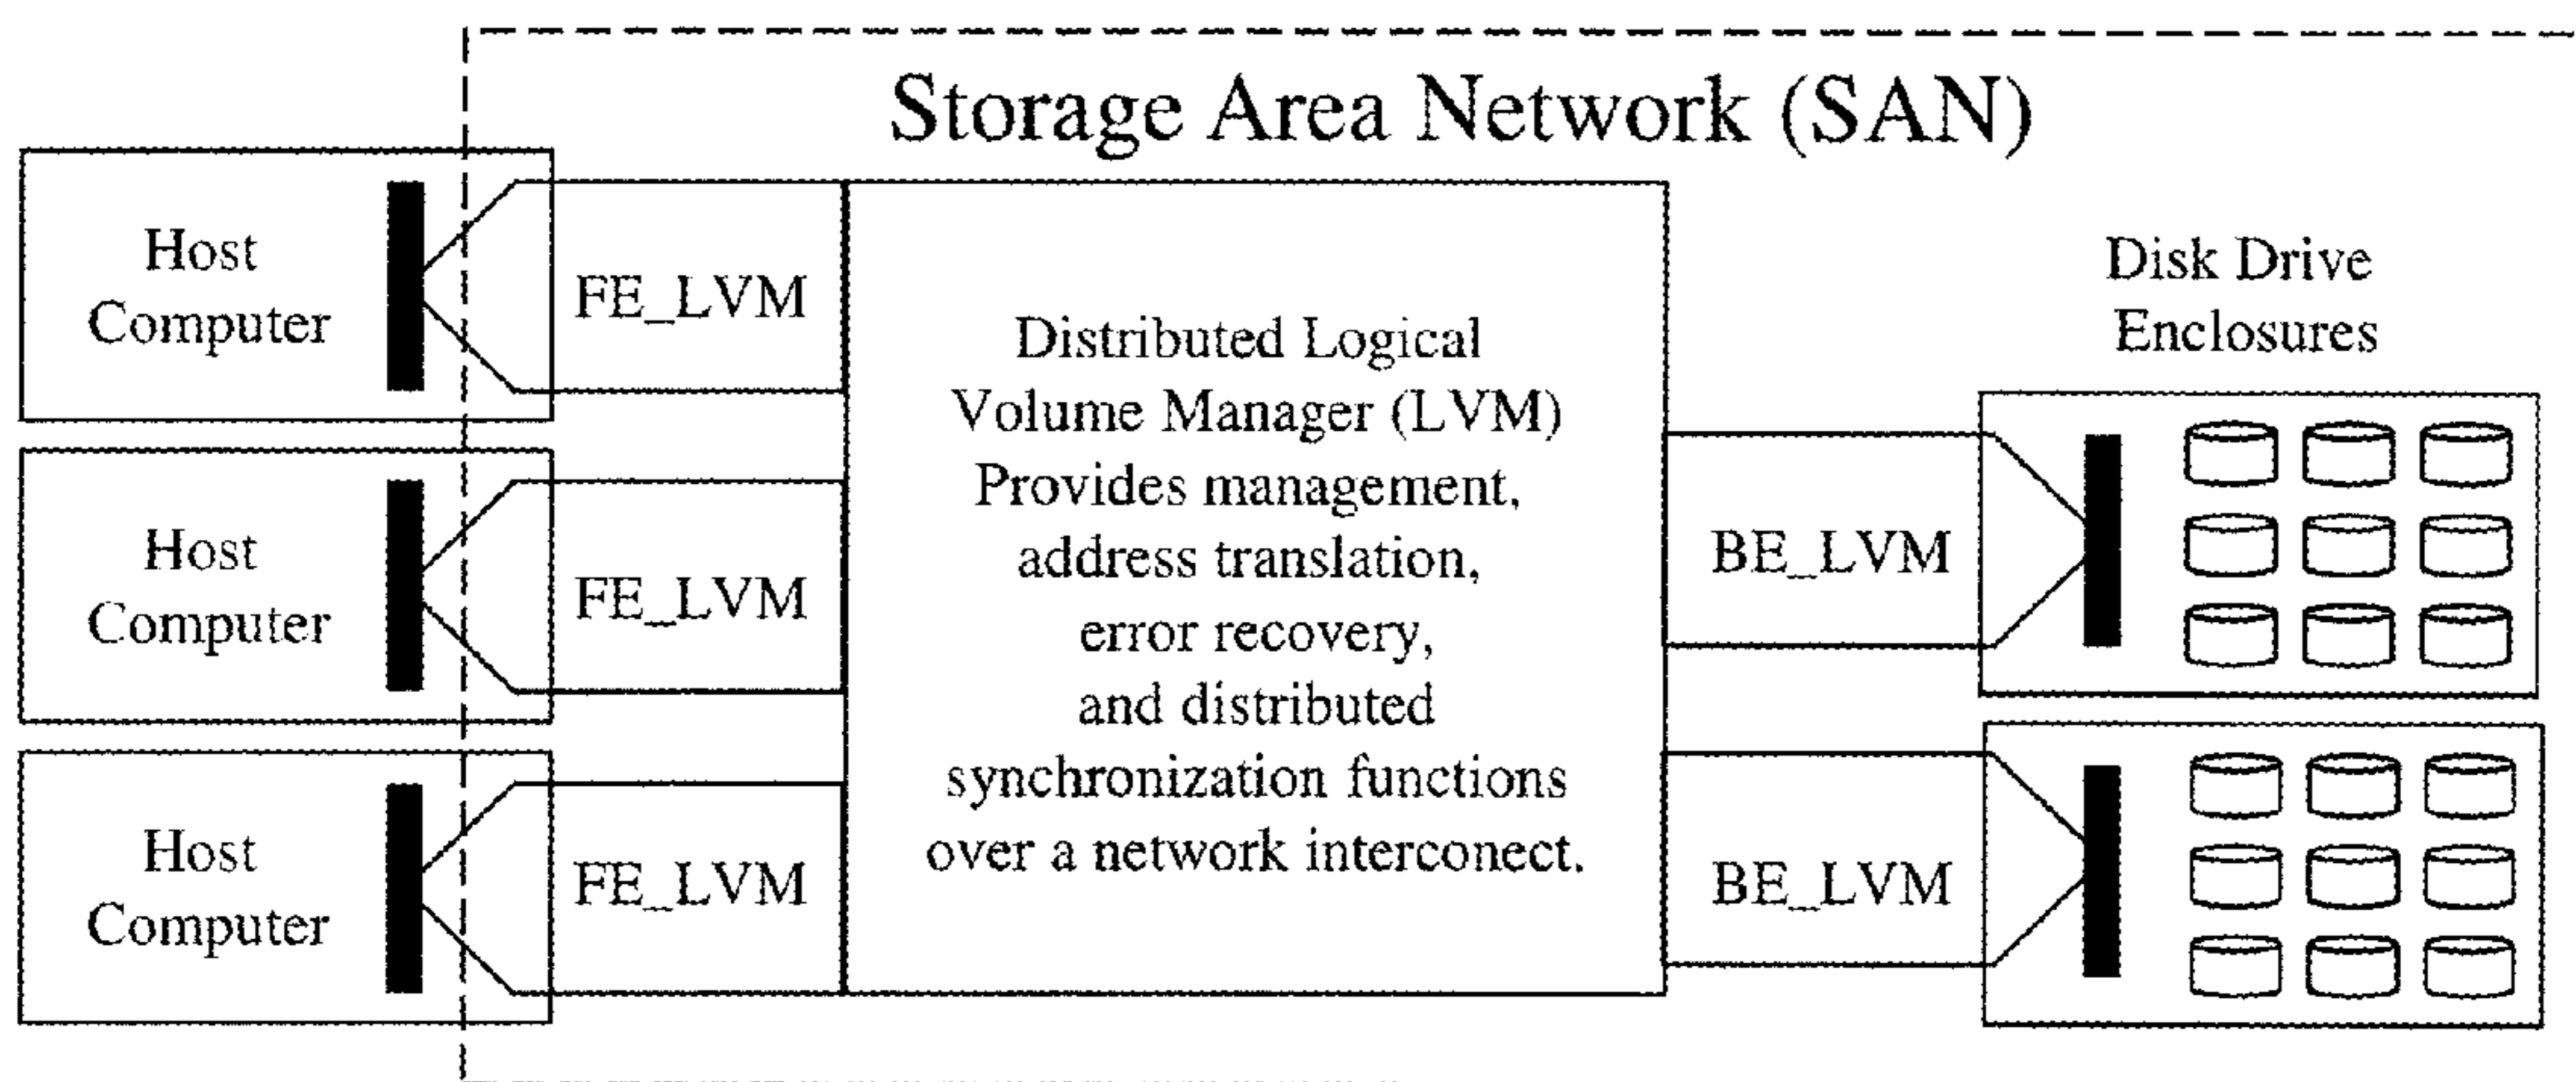 Storage Area Network (SAN)
Host
Computer
FE_LVM
Host
Computer
FE_LVM
Host
Computer
FE_LVM
Distributed Logical
Volume Manager (LVM)
Provides management,
address translation,
error recovery,
and distributed
synchronization functions
over a network interconect.
BE_LVM
BE_LVM
Disk Drive
Enclosures